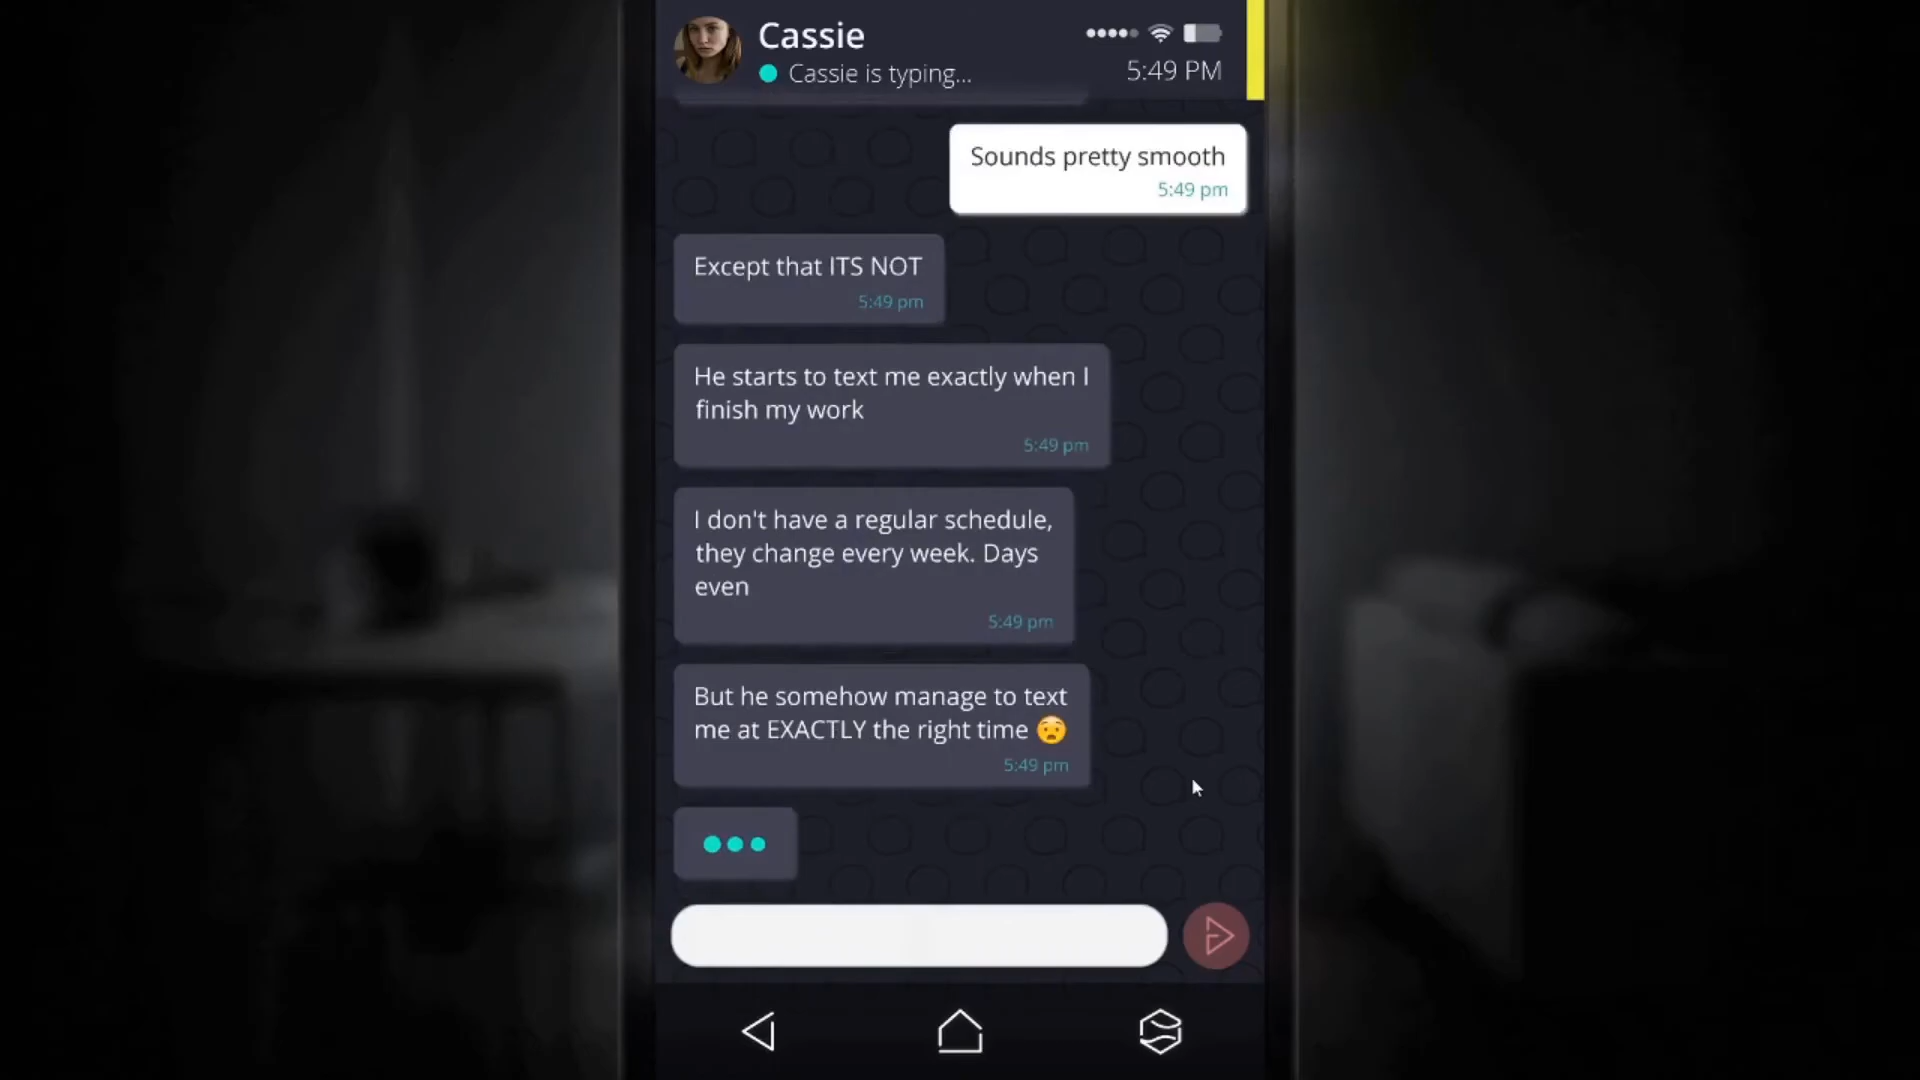 Cassie
Cassie is typing...
5:49 PM
Sounds pretty smooth
5:49 pm
Except that ITS NOT
5:49 pm
He starts to text me exactly when I
finish my work
5:49 pm
I don't have a regular schedule,
they change every week. Days
even
5:49 pm
But he somehow manage to text
me at EXACTLY the right time 😧
5:49 pm